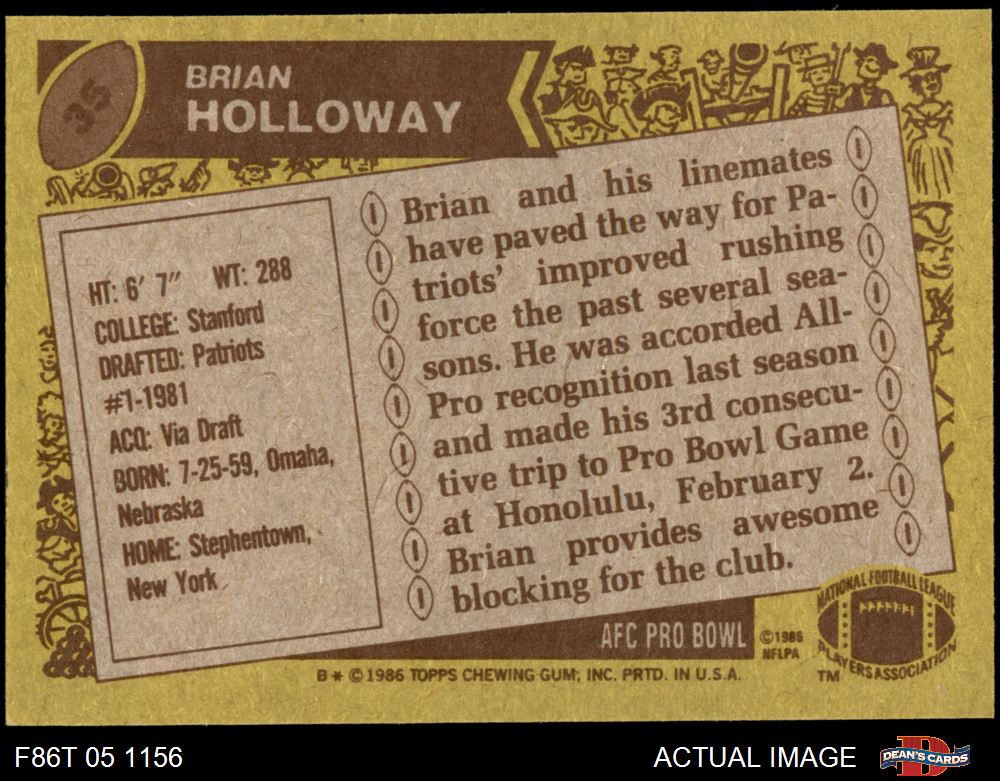 35
BRIAN
HOLLOWAY
HT: 6' 7" WT: 288
COLLEGE: Stanford
DRAFTED: Patriots
#1-1981
ACQ: Via Draft
BORN: 7-25-59, Omaha,
Nebraska
HOME: Stephentown,
New York
Brian and his linemates
have paved the way for Pa-
triots' improved rushing
force the past several sea-
sons. He was accorded All-
Pro recognition last season
and made his 3rd consecu-
tive trip to Pro Bowl Game
at Honolulu, February 2.
Brian provides awesome
blocking for the club.
AFC PRO BOWL
©1986
NFLPA
NATIONAL FOOTBALL LEAGUE
PLAYERS ASSOCIATION
TM
B* ©1986 TOPPS CHEWING GUM, INC. PRTD. IN U.S.A.
F86T 05 1156
ACTUAL IMAGE
D
DEAN'S CARDS